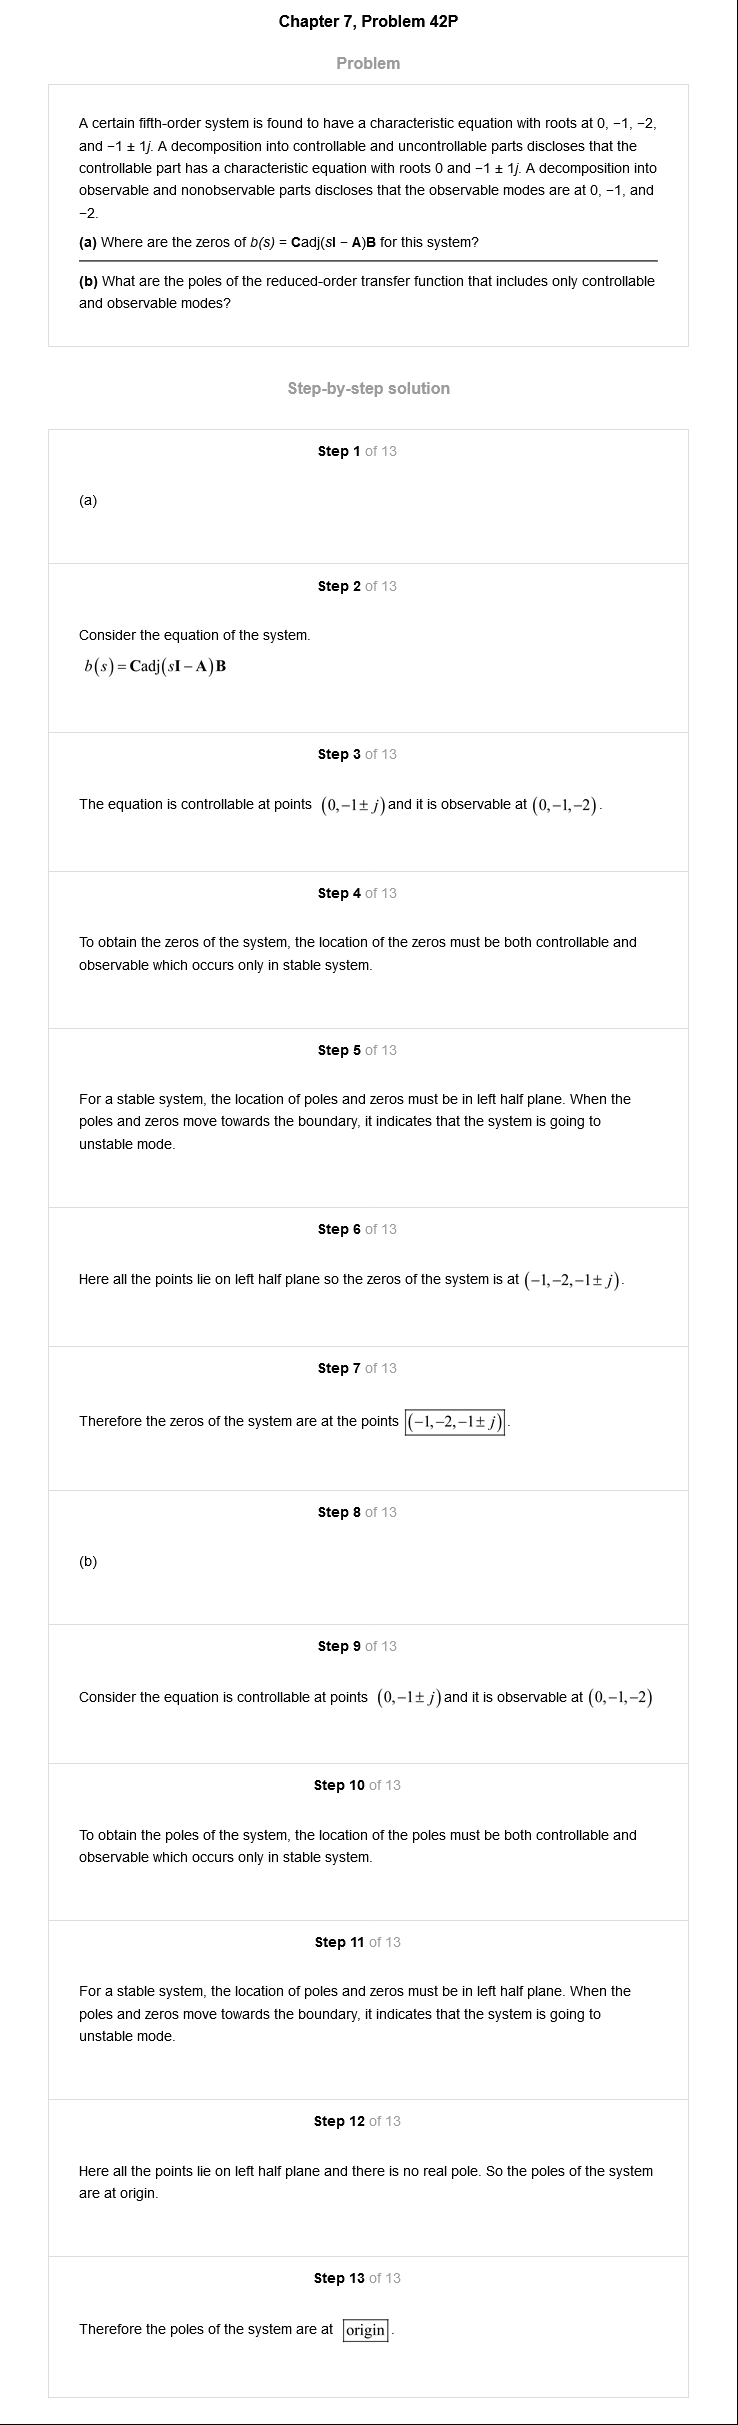 Chapter 7, Problem 42P
Problem
A certain fifth-order system is found to have a characteristic equation with roots at 0, −1, −2,
and −1 ± 1j. A decomposition into controllable and uncontrollable parts discloses that the
controllable part has a characteristic equation with roots 0 and −1 ± 1j. A decomposition into
observable and nonobservable parts discloses that the observable modes are at 0, −1, and
−2.
(a) Where are the zeros of b(s) = Cadj(sI − A)B for this system?
(b) What are the poles of the reduced-order transfer function that includes only controllable
and observable modes?
Step-by-step solution
Step 1 of 13
(a)
Step 2 of 13
Consider the equation of the system.
b(s) = Cadj(sI − A)B
Step 3 of 13
The equation is controllable at points (0,−1± j) and it is observable at (0,−1,−2).
Step 4 of 13
To obtain the zeros of the system, the location of the zeros must be both controllable and
observable which occurs only in stable system.
Step 5 of 13
For a stable system, the location of poles and zeros must be in left half plane. When the
poles and zeros move towards the boundary, it indicates that the system is going to
unstable mode.
Step 6 of 13
Here all the points lie on left half plane so the zeros of the system is at (−1,−2,−1± j).
Step 7 of 13
Therefore the zeros of the system are at the points (−1,−2,−1± j).
Step 8 of 13
(b)
Step 9 of 13
Consider the equation is controllable at points (0,−1± j) and it is observable at (0,−1,−2)
Step 10 of 13
To obtain the poles of the system, the location of the poles must be both controllable and
observable which occurs only in stable system.
Step 11 of 13
For a stable system, the location of poles and zeros must be in left half plane. When the
poles and zeros move towards the boundary, it indicates that the system is going to
unstable mode.
Step 12 of 13
Here all the points lie on left half plane and there is no real pole. So the poles of the system
are at origin.
Step 13 of 13
Therefore the poles of the system are at origin.